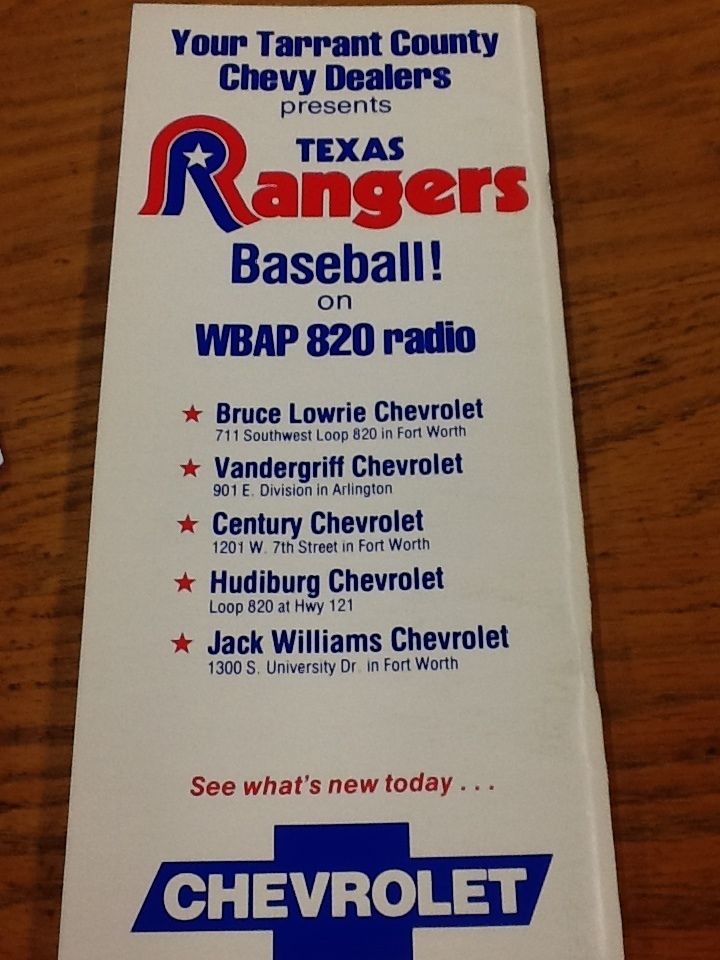 Your Tarrant County
Chevy Dealers
presents
TEXAS
Rangers
Baseball!
on
WBAP 820 radio
★ Bruce Lowrie Chevrolet
711 Southwest Loop 820 in Fort Worth
★ Vandergriff Chevrolet
901 E. Division in Arlington
★ Century Chevrolet
1201 W. 7th Street in Fort Worth
★ Hudiburg Chevrolet
Loop 820 at Hwy 121
★ Jack Williams Chevrolet
1300 S. University Dr. in Fort Worth
See what's new today . . .
CHEVROLET